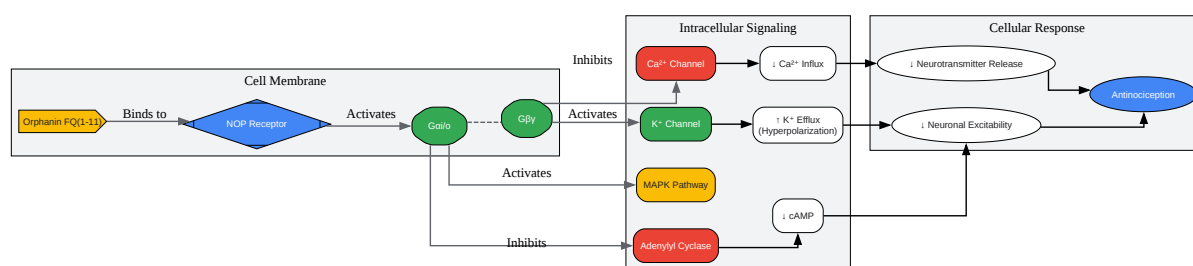 Intracellular Signaling
Cellular Response
Inhibits
Ca²⁺ Channel
↓ Ca²⁺ Influx
↓ Neurotransmitter Release
Cell Membrane
Antinociception
Orphanin FQ(1-11)
Binds to
NOP Receptor
Activates
Gαi/o
Gβγ
Activates
K⁺ Channel
↑ K⁺ Efflux
(Hyperpolarization)
↓ Neuronal Excitability
Activates
MAPK Pathway
↓ cAMP
Inhibits
Adenylyl Cyclase